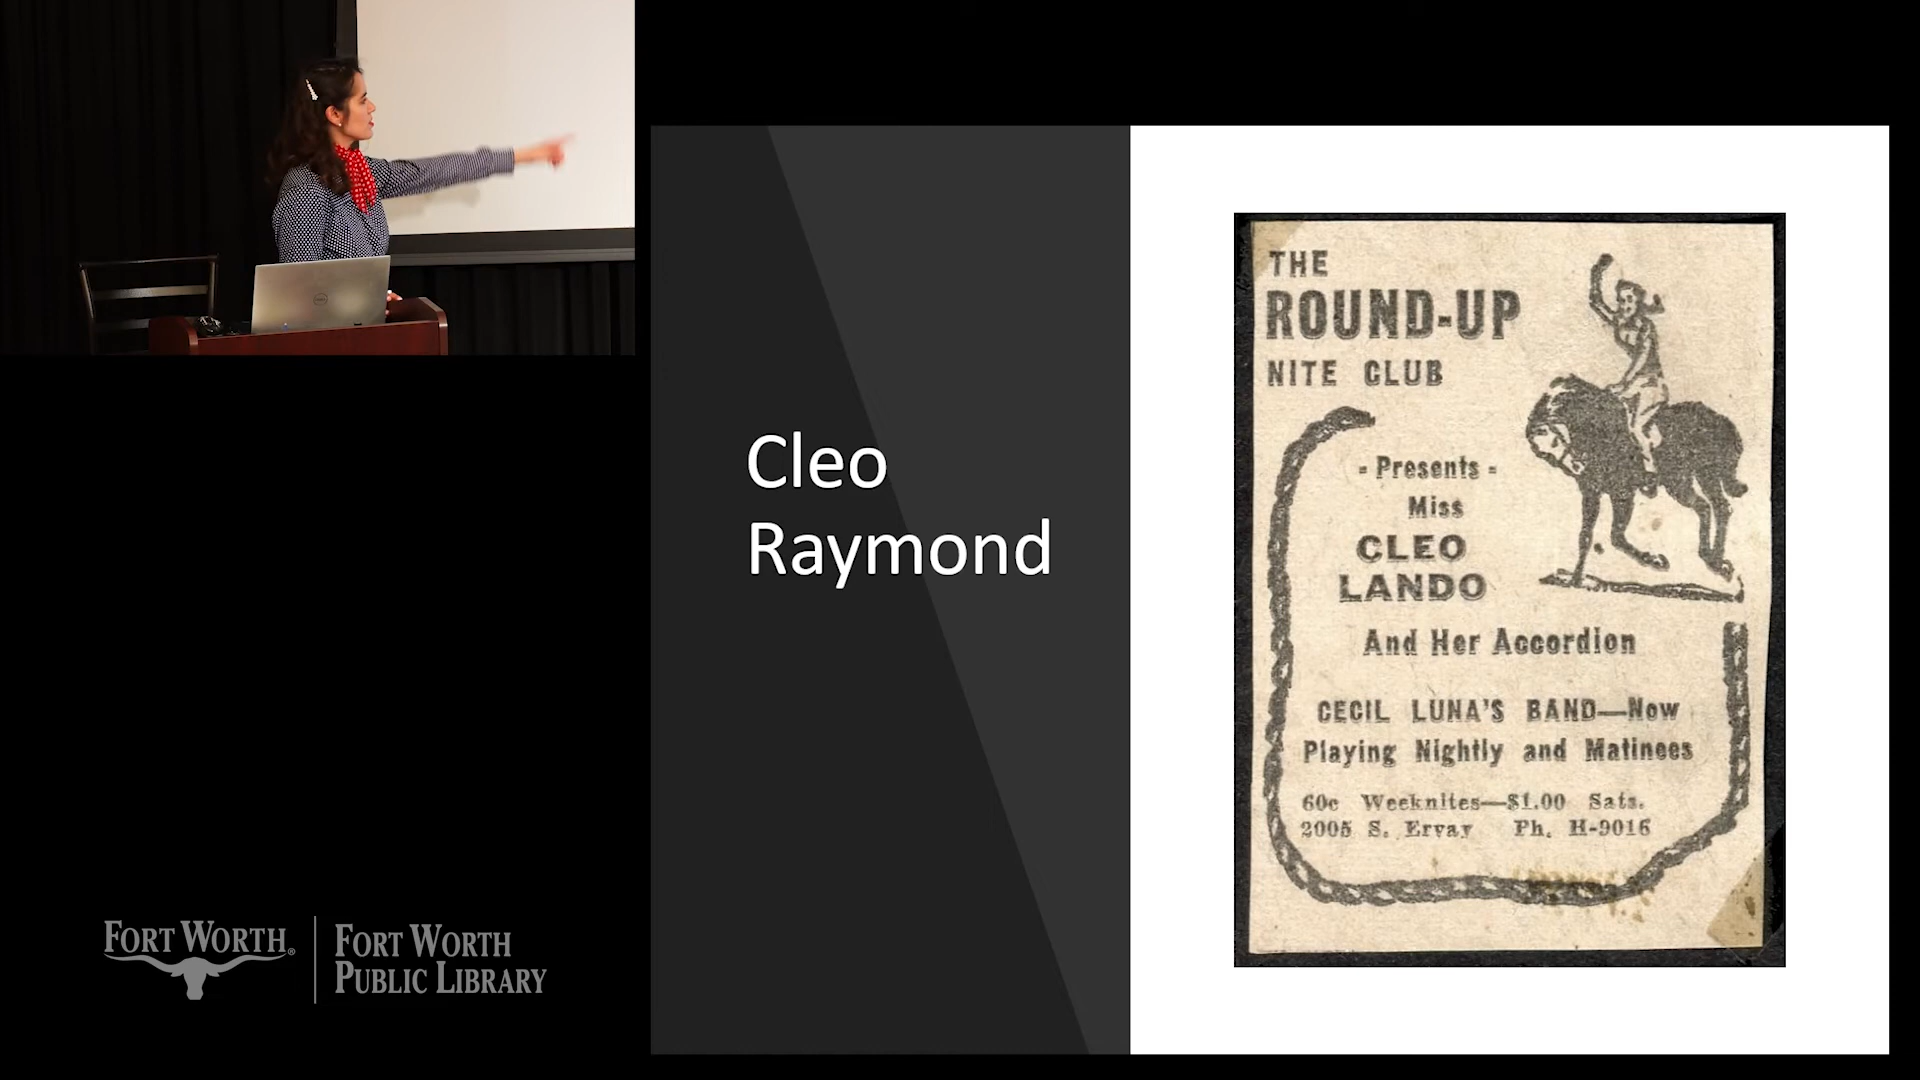 Cleo
Raymond
THE
ROUND-UP
NITE CLUB
- Presents -
Miss
CLEO
LANDO
And Her Accordion
CECIL LUNA'S BAND—Now
Playing Nightly and Matinees
60c Weeknites—$1.00 Sats.
2005 S. Ervay Ph. H-9016
FORT WORTH®
FORT WORTH
PUBLIC LIBRARY
DELL